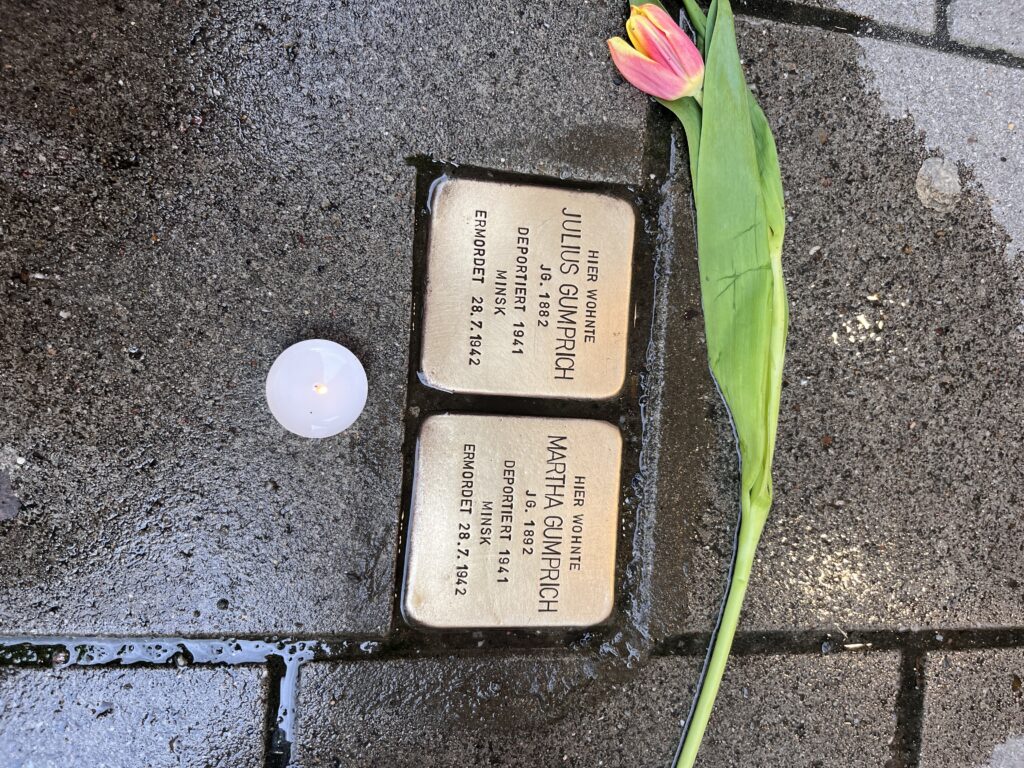 HIER WOHNTE
JULIUS GUMPRICH
JG. 1882
DEPORTIERT 1941
MINSK
ERMORDET 28.7.1942
HIER WOHNTE
MARTHA GUMPRICH
JG. 1892
DEPORTIERT 1941
MINSK
ERMORDET 28.7.1942